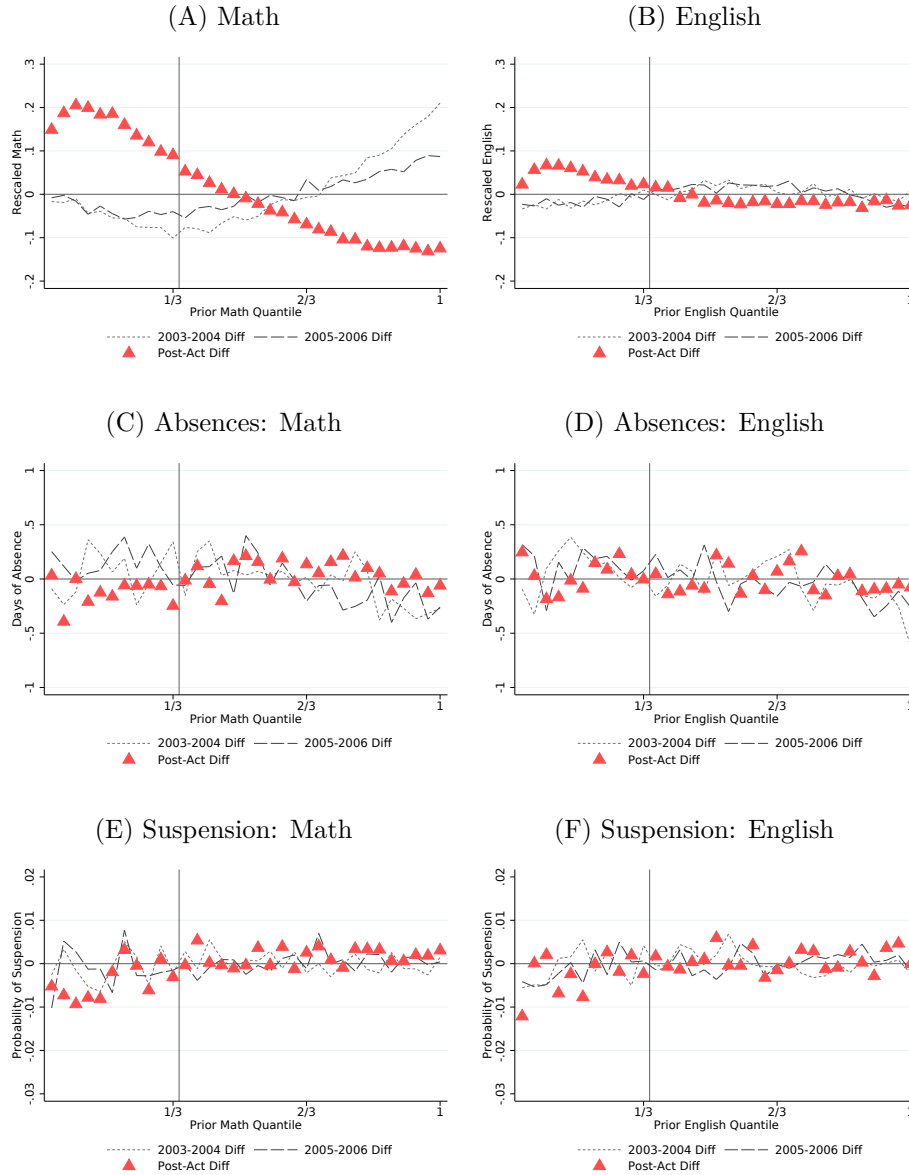 (A) Math
Rescaled Math
.3
.2
.1
0
-.1
-.2
1/3
2/3
1
Prior Math Quantile
2003-2004 Diff
2005-2006 Diff
Post-Act Diff
(B) English
Rescaled English
.3
.2
.1
0
-.1
-.2
1/3
2/3
1
Prior English Quantile
2003-2004 Diff
2005-2006 Diff
Post-Act Diff
(C) Absences: Math
Days of Absence
1
.5
0
-.5
-1
1/3
2/3
1
Prior Math Quantile
2003-2004 Diff
2005-2006 Diff
Post-Act Diff
(D) Absences: English
Days of Absence
1
.5
0
-.5
-1
1/3
2/3
1
Prior English Quantile
2003-2004 Diff
2005-2006 Diff
Post-Act Diff
(E) Suspension: Math
Probability of Suspension
.02
.01
0
-.01
-.02
-.03
1/3
2/3
1
Prior Math Quantile
2003-2004 Diff
2005-2006 Diff
Post-Act Diff
(F) Suspension: English
Probability of Suspension
.02
.01
0
-.01
-.02
-.03
1/3
2/3
1
Prior English Quantile
2003-2004 Diff
2005-2006 Diff
Post-Act Diff